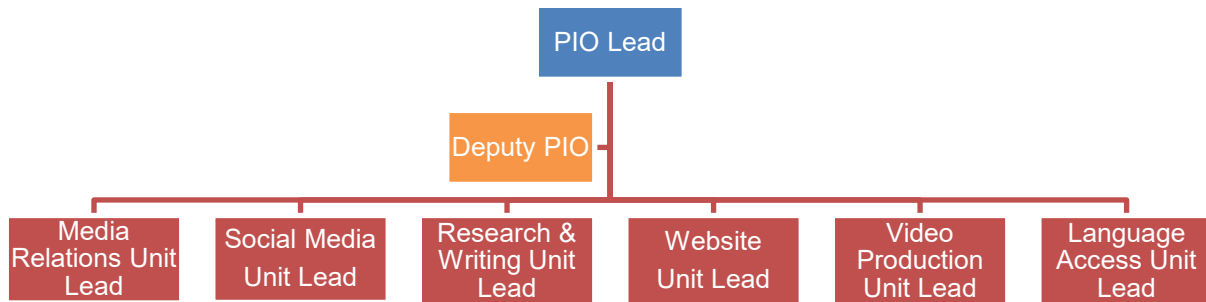 PIO Lead
Deputy PIO
Media
Relations Unit
Lead
Social Media
Unit Lead
Research &
Writing Unit
Lead
Website
Unit Lead
Video
Production
Unit Lead
Language
Access Unit
Lead